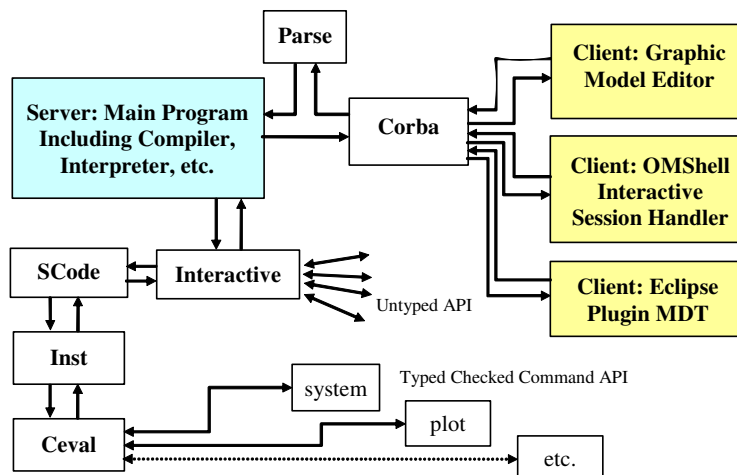 Parse
Client: Graphic
Model Editor
Server: Main Program
Including Compiler,
Interpreter, etc.
Corba
Client: OMShell
Interactive
Session Handler
SCode
Interactive
Untyped API
Client: Eclipse
Plugin MDT
Inst
system
Typed Checked Command API
plot
Ceval
etc.